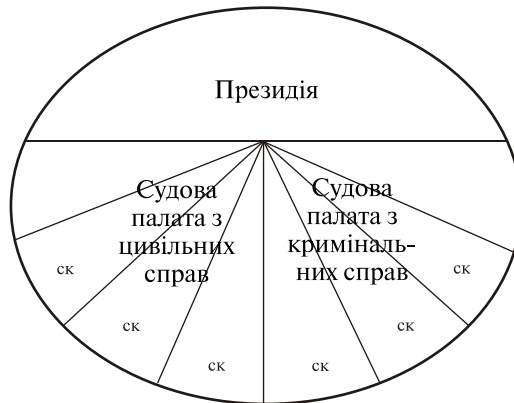 Президія
Судова
палата з
цивільних
справ
Судова
палата з
криміналь-
них справ
ск
ск
ск
ск
ск
ск